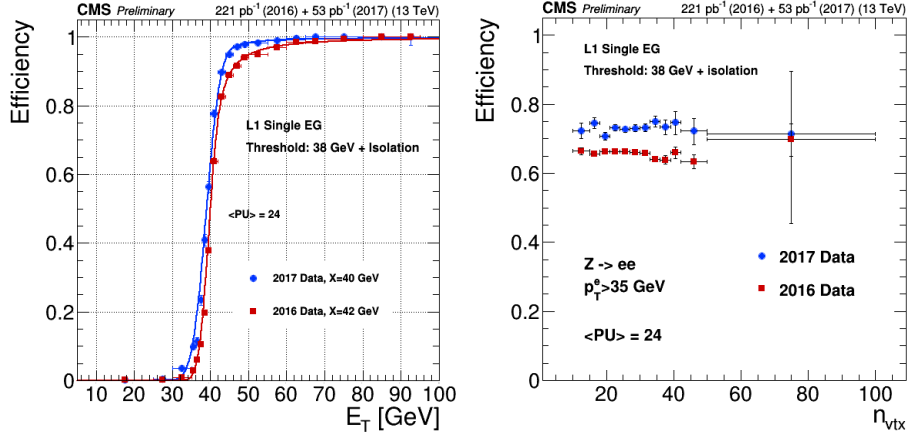 CMS Preliminary 221 pb⁻¹ (2016) + 53 pb⁻¹ (2017) (13 TeV)
Efficiency
1
0.8
0.6
0.4
0.2
0
L1 Single EG
Threshold: 38 GeV + Isolation
<PU> = 24
2017 Data, X=40 GeV
2016 Data, X=42 GeV
10 20 30 40 50 60 70 80 90 100
E_T [GeV]
CMS Preliminary 221 pb⁻¹ (2016) + 53 pb⁻¹ (2017) (13 TeV)
Efficiency
1
0.8
0.6
0.4
0.2
0
L1 Single EG
Threshold: 38 GeV + isolation
Z -> ee
p_T^e>35 GeV
<PU> = 24
2017 Data
2016 Data
0 20 40 60 80 100
n_vtx